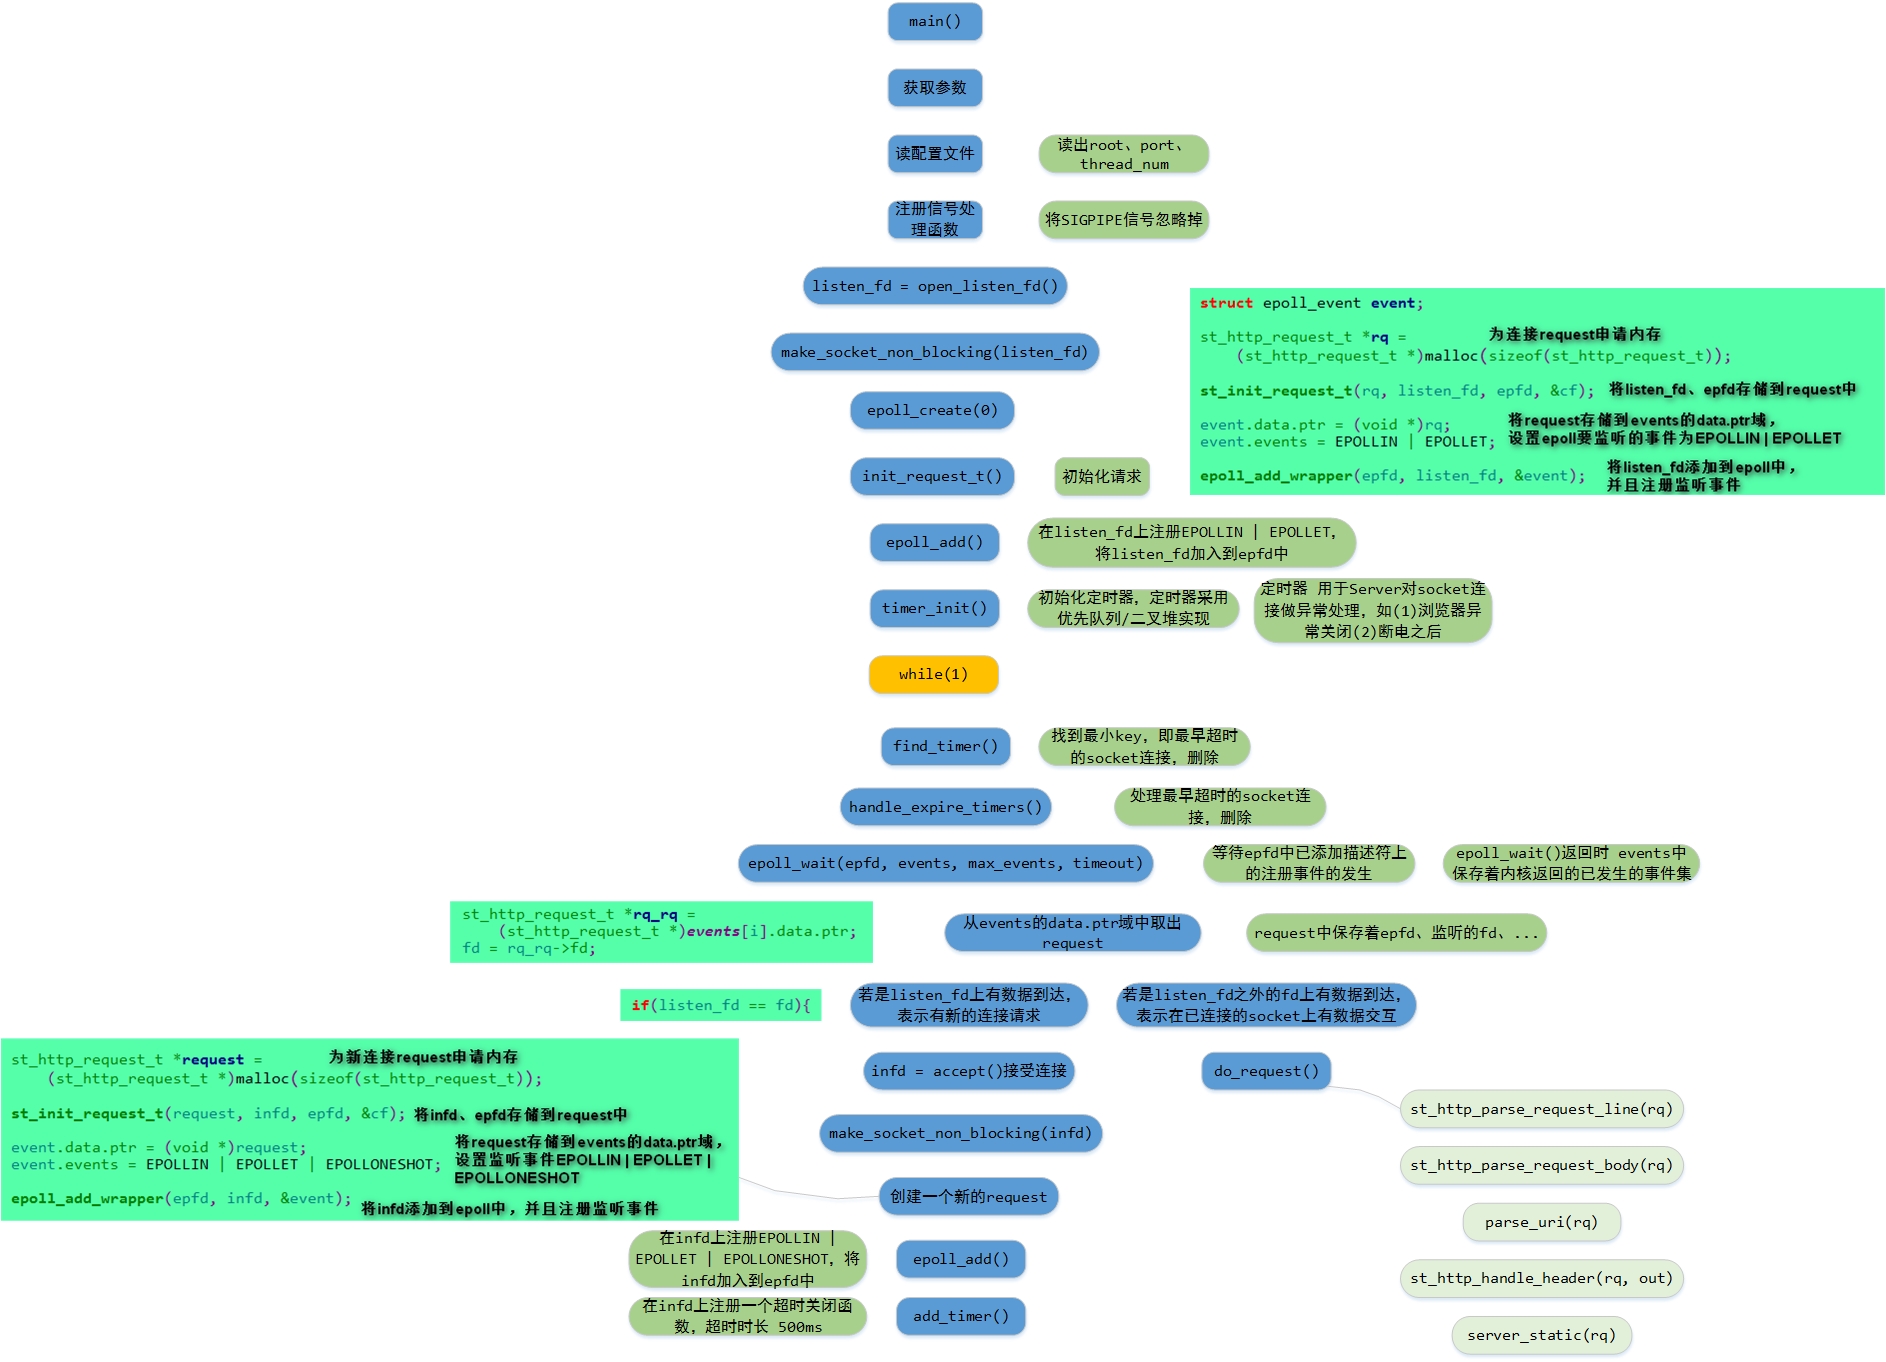 main()
获取参数
读配置文件
读出root、port、
thread_num
注册信号处
理函数
将SIGPIPE信号忽略掉
listen_fd = open_listen_fd()
make_socket_non_blocking(listen_fd)
epoll_create(0)
init_request_t()
初始化请求
struct epoll_event event;
st_http_request_t *rq =
为连接request申请内存
(st_http_request_t *)malloc(sizeof(st_http_request_t));
st_init_request_t(rq, listen_fd, epfd, &cf);
将listen_fd、epfd存储到request中
event.data.ptr = (void *)rq;
event.events = EPOLLIN | EPOLLET;
将request存储到events的data.ptr域，
设置epoll要监听的事件为EPOLLIN | EPOLLET
epoll_add_wrapper(epfd, listen_fd, &event);
将listen_fd添加到epoll中，
并且注册监听事件
epoll_add()
在listen_fd上注册EPOLLIN | EPOLLET，
将listen_fd加入到epfd中
timer_init()
初始化定时器，定时器采用
优先队列/二叉堆实现
定时器 用于Server对socket连
接做异常处理，如(1)浏览器异
常关闭(2)断电之后
while(1)
find_timer()
找到最小key，即最早超时
的socket连接，删除
handle_expire_timers()
处理最早超时的socket连
接，删除
epoll_wait(epfd, events, max_events, timeout)
等待epfd中已添加描述符上
的注册事件的发生
epoll_wait()返回时 events中
保存着内核返回的已发生的事件集
st_http_request_t *rq_rq =
(st_http_request_t *)events[i].data.ptr;
fd = rq_rq->fd;
从events的data.ptr域中取出
request
request中保存着epfd、监听的fd、...
if(listen_fd == fd){
若是listen_fd上有数据到达，
表示有新的连接请求
若是listen_fd之外的fd上有数据到达，
表示在已连接的socket上有数据交互
st_http_request_t *request =
为新连接request申请内存
(st_http_request_t *)malloc(sizeof(st_http_request_t));
st_init_request_t(request, infd, epfd, &cf);
将infd、epfd存储到request中
event.data.ptr = (void *)request;
event.events = EPOLLIN | EPOLLET | EPOLLONESHOT;
将request存储到events的data.ptr域，
设置监听事件EPOLLIN | EPOLLET |
EPOLLONESHOT
epoll_add_wrapper(epfd, infd, &event);
将infd添加到epoll中，并且注册监听事件
infd = accept()接受连接
do_request()
make_socket_non_blocking(infd)
创建一个新的request
在infd上注册EPOLLIN |
EPOLLET | EPOLLONESHOT，将
infd加入到epfd中
epoll_add()
在infd上注册一个超时关闭函
数，超时时长 500ms
add_timer()
st_http_parse_request_line(rq)
st_http_parse_request_body(rq)
parse_uri(rq)
st_http_handle_header(rq, out)
server_static(rq)